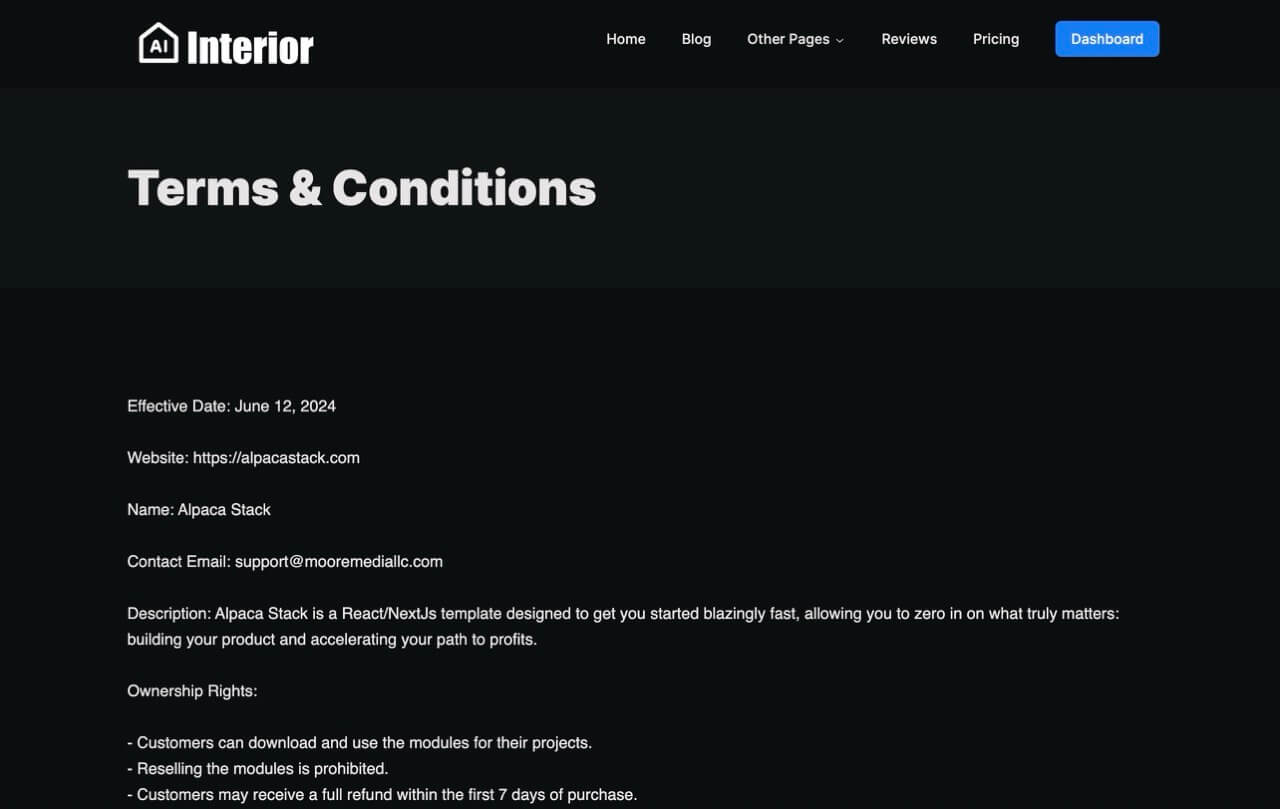 AI Interior
Home Blog Other Pages Reviews Pricing Dashboard
Terms & Conditions
Effective Date: June 12, 2024
Website: https://alpacastack.com
Name: Alpaca Stack
Contact Email: support@mooremediallc.com
Description: Alpaca Stack is a React/NextJs template designed to get you started blazingly fast, allowing you to zero in on what truly matters:
building your product and accelerating your path to profits.
Ownership Rights:
- Customers can download and use the modules for their projects.
- Reselling the modules is prohibited.
- Customers may receive a full refund within the first 7 days of purchase.